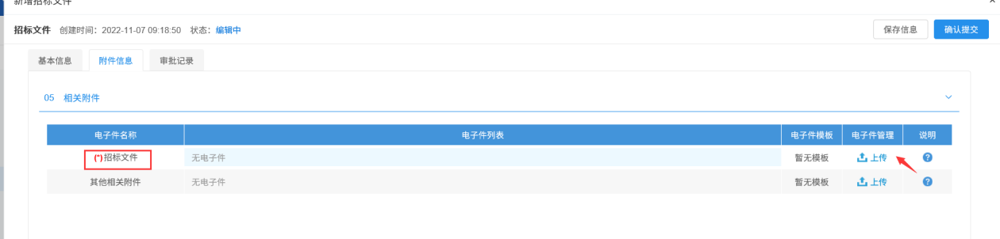 新增招标文件
招标文件 创建时间：2022-11-07 09:18:50 状态：编辑中 保存信息 确认提交
基本信息 附件信息 审批记录
05 相关附件
电子件名称 电子件列表 电子件模板 电子件管理 说明
(*)招标文件 无电子件 暂无模板 上传
其他相关附件 无电子件 暂无模板 上传